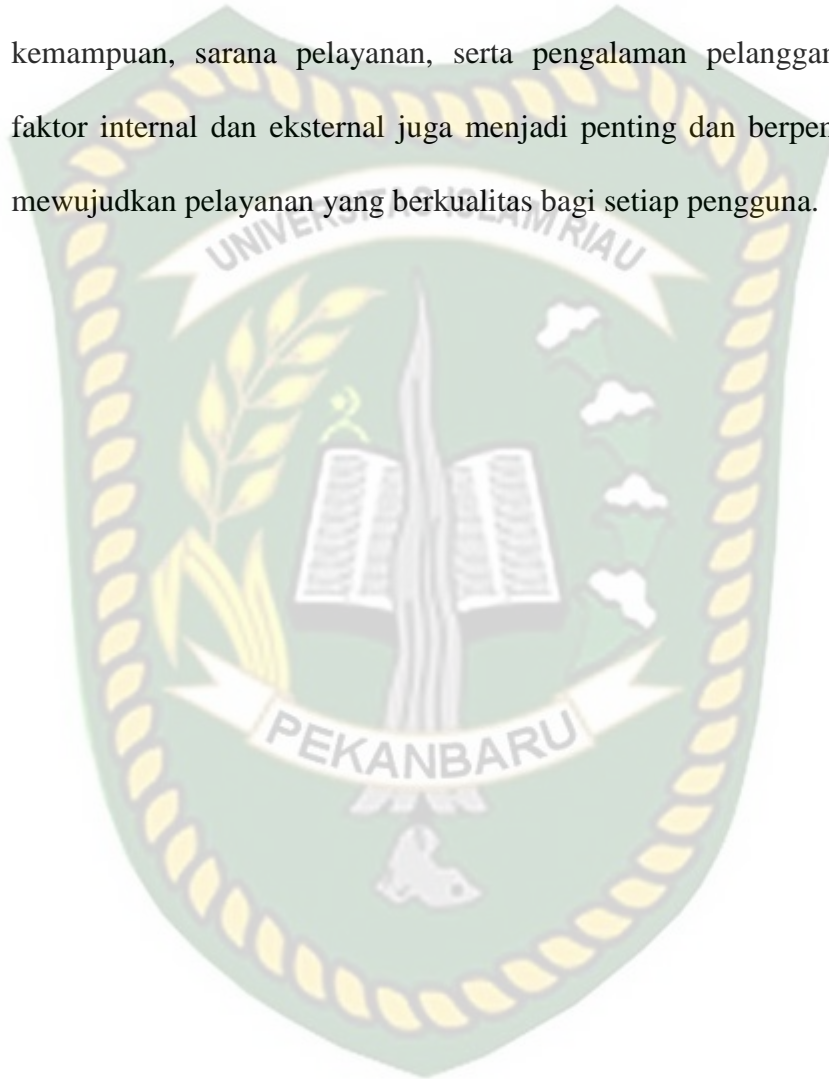 kemampuan, sarana pelayanan, serta pengalaman pelanggan
faktor internal dan eksternal juga menjadi penting dan
mewujudkan pelayanan yang berkualitas bagi setiap pengguna.
UNIVERSITAS ISLAM RIAU
PEKANBARU